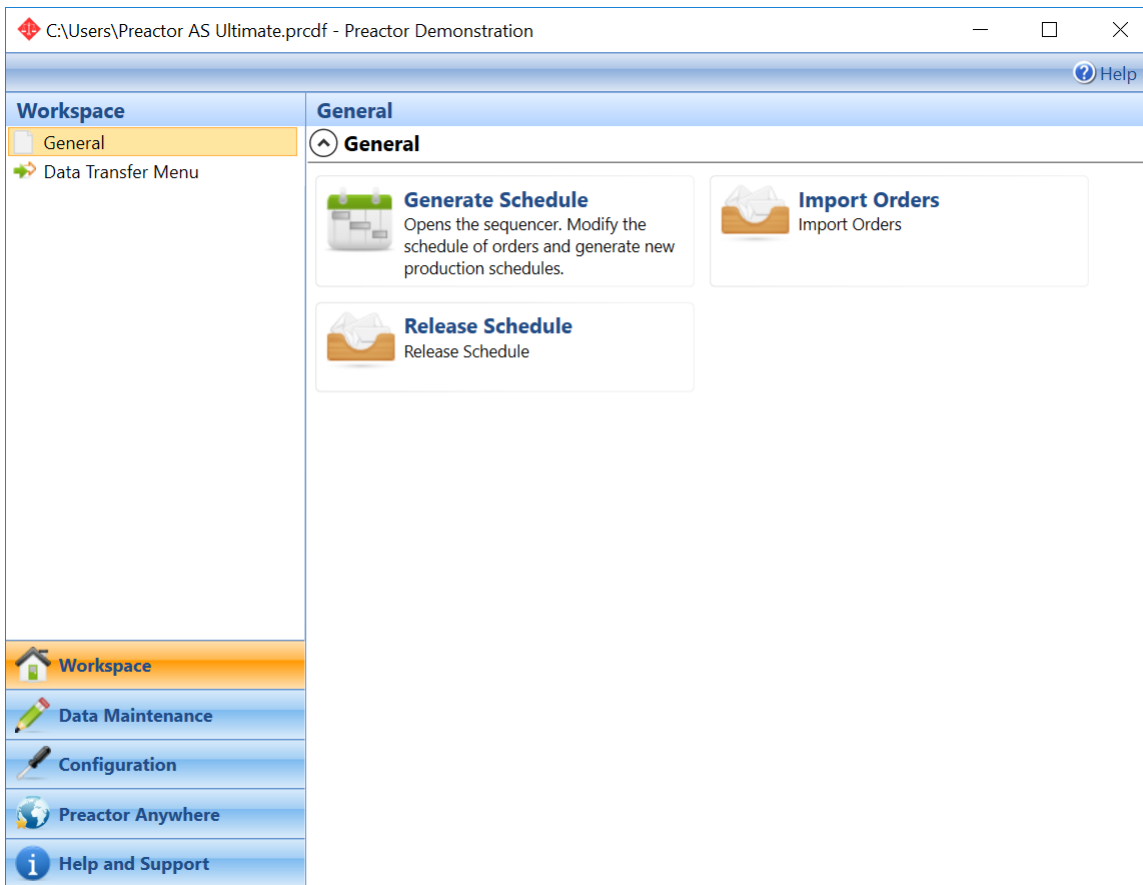 C:\Users\Preactor AS Ultimate.prcdf - Preactor Demonstration
Help
Workspace
General
Data Transfer Menu
General
General
Generate Schedule
Opens the sequencer. Modify the
schedule of orders and generate new
production schedules.
Import Orders
Import Orders
Release Schedule
Release Schedule
Workspace
Data Maintenance
Configuration
Preactor Anywhere
Help and Support